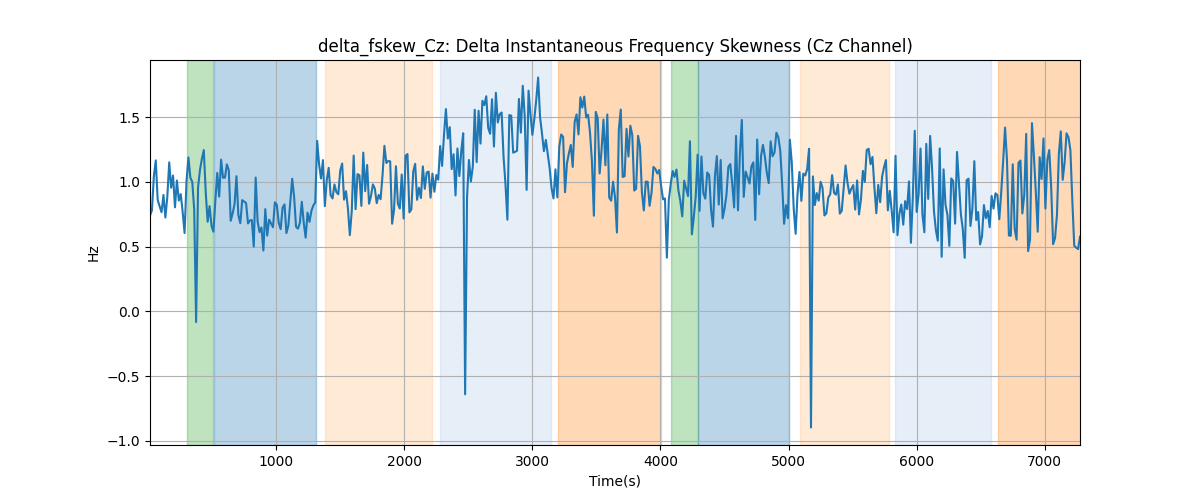 delta_fskew_Cz: Delta Instantaneous Frequency Skewness (Cz Channel)
1.5
1.0
0.5
0.0
−0.5
−1.0
Hz
1000 2000 3000 4000 5000 6000 7000
Time(s)